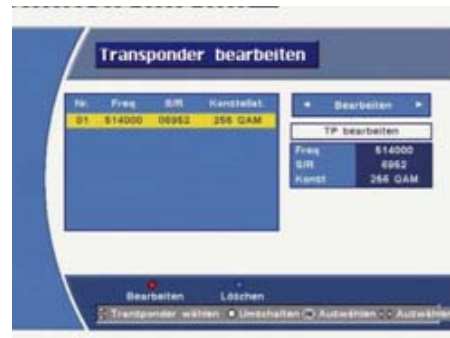 Transponder bearbeiten
Nr. Freq S/R Konstellat.
01 514000 06952 256 QAM
◄ Bearbeiten ►
TP bearbeiten
Freq 514000
S/R 6952
Konst 256 QAM
Bearbeiten Löschen
Transponder wählen Umschalten Auswählen Auswählen